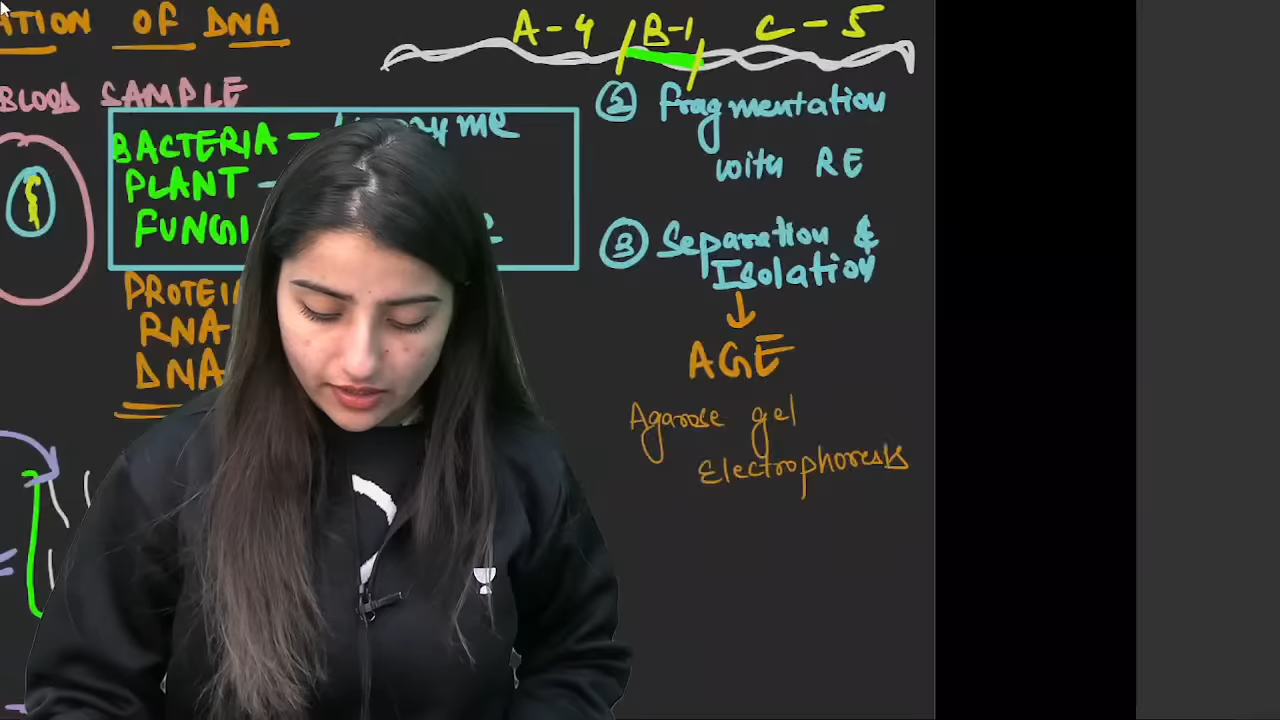 ATION OF DNA
A-4 B-1 C-5
BLOOD SAMPLE
BACTERIA -
PLANT -
FUNGI
PROTEI
RNA
DNA
② fragmentation
with RE
③ Separation &
Isolation
↓
AGE
Agarose gel
Electrophoresis